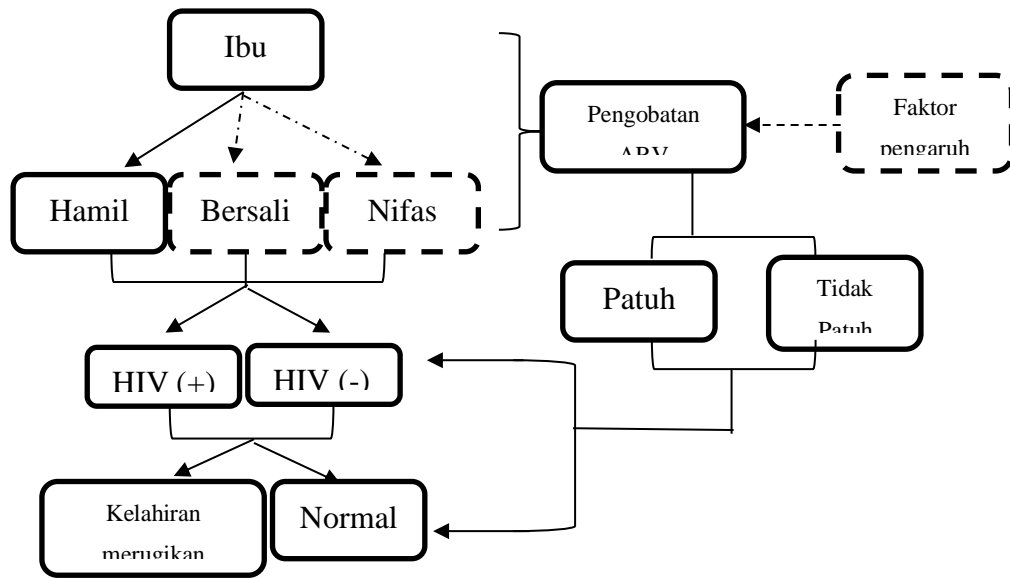 Ibu
Pengobatan
ARV
Faktor
pengaruh
Hamil
Bersali
Nifas
Patuh
Tidak
Patuh
HIV (+)
HIV (-)
Kelahiran
merugikan
Normal